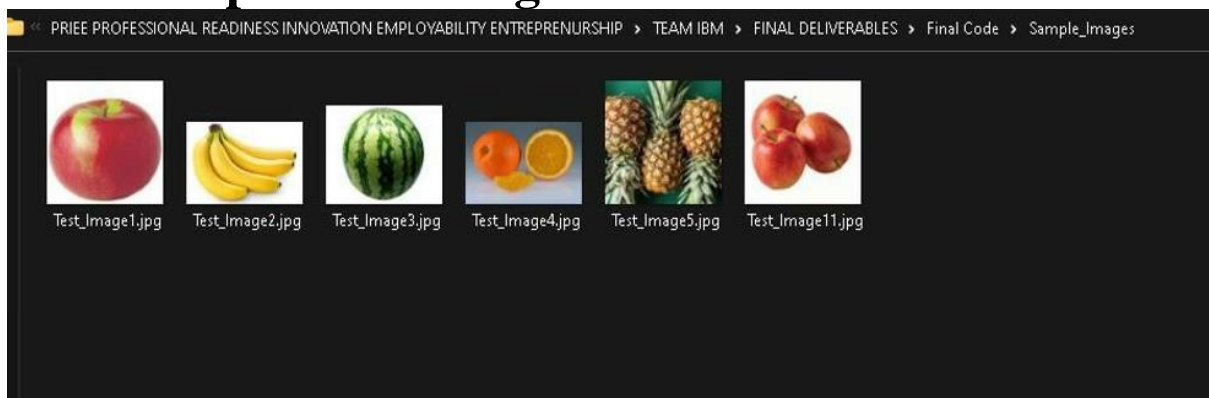 PRIEE PROFESSIONAL READINESS INNOVATION EMPLOYABILITY ENTREPRENURSHIP > TEAM IBM > FINAL DELIVERABLES > Final Code > Sample_Images
Test_Image1.jpg Test_Image2.jpg Test_Image3.jpg Test_Image4.jpg Test_Image5.jpg Test_Image11.jpg